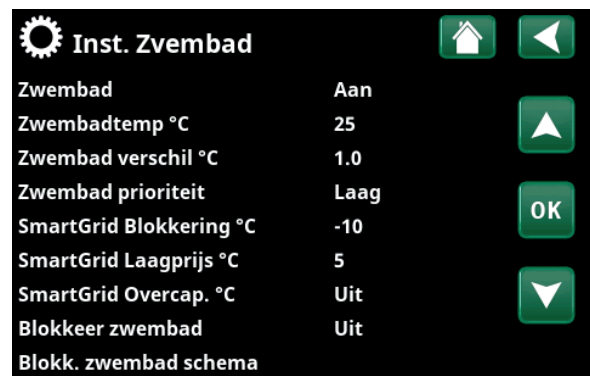 Inst. Zvembad
Zwembad Aan
Zwembadtemp °C 25
Zwembad verschil °C 1.0
Zwembad prioriteit Laag
SmartGrid Blokkering °C -10
SmartGrid Laagprijs °C 5
SmartGrid Overcap. °C Uit
Blokkeer zwembad Uit
Blokk. zwembad schema
OK